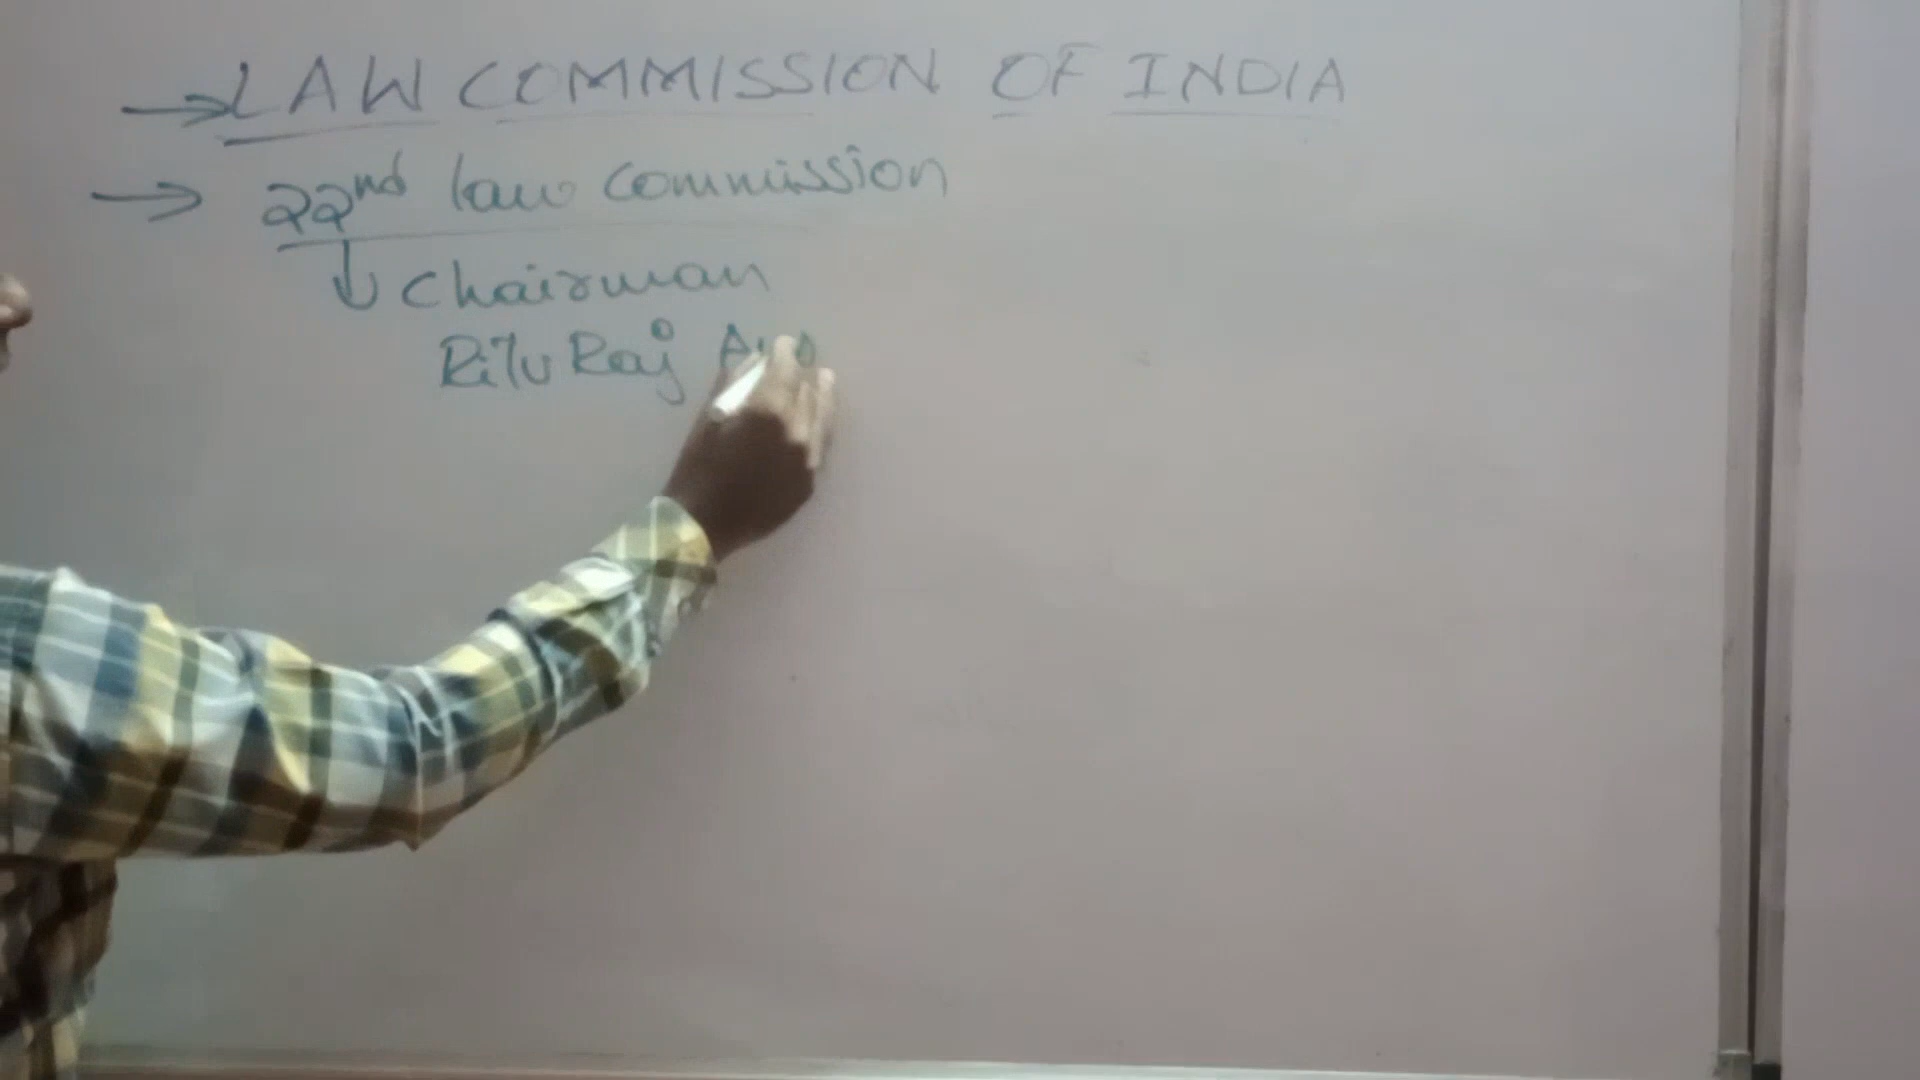 → LAW COMMISSION OF INDIA
→ 22nd law commission
↓ Chairman
Ritu Raj